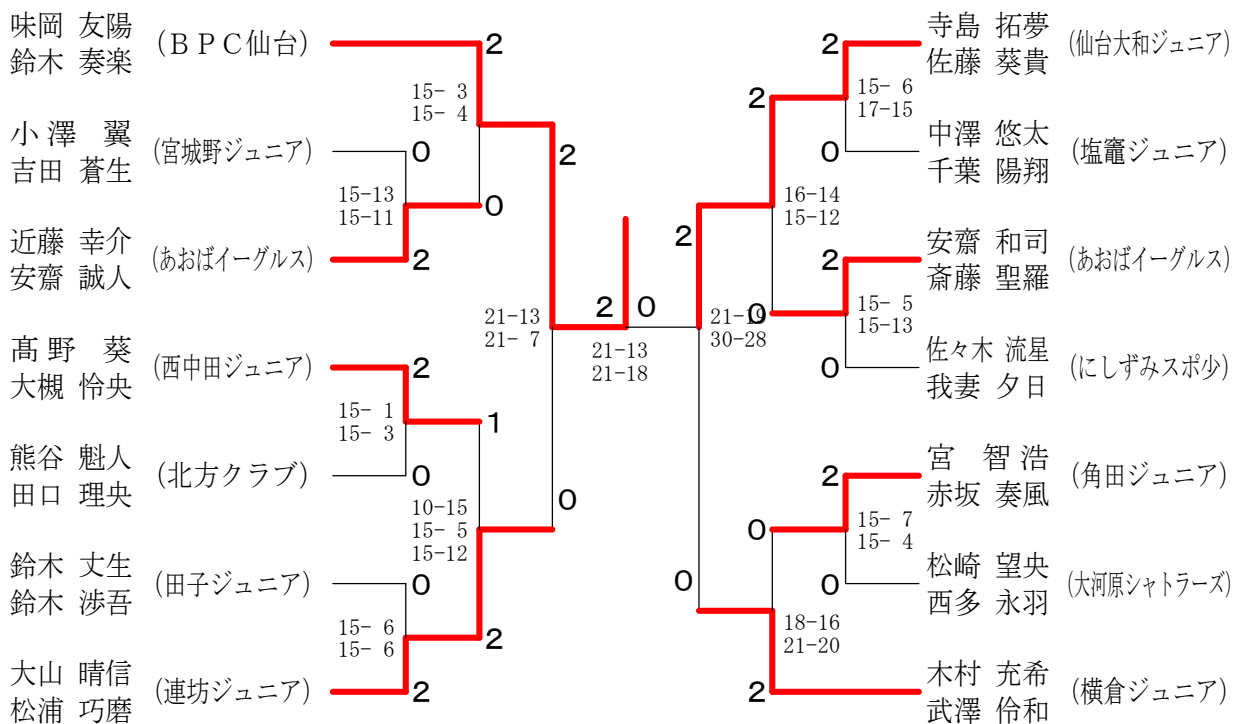 味岡 友陽
鈴木 奏楽
(BPC仙台)
2
15- 3
15- 4
小澤 翼
吉田 蒼生
(宮城野ジュニア)
0
15-13
15-11
0
近藤 幸介
安齋 誠人
(あおばイーグルス)
2
2
21-13
21- 7
髙野 葵
大槻 怜央
(西中田ジュニア)
2
15- 1
15- 3
1
熊谷 魁人
田口 理央
(北方クラブ)
0
10-15
15- 5
15-12
0
鈴木 丈生
鈴木 渉吾
(田子ジュニア)
0
15- 6
15- 6
2
大山 晴信
松浦 巧磨
(連坊ジュニア)
2
2
0
21-13
21-18
寺島 拓夢
佐藤 葵貴
(仙台大和ジュニア)
2
15- 6
17-15
2
中澤 悠太
千葉 陽翔
(塩竈ジュニア)
0
16-14
15-12
2
安齋 和司
斎藤 聖羅
(あおばイーグルス)
2
15- 5
15-13
0
21-19
30-28
佐々木 流星
我妻 夕日
(にしずみスポ少)
0
宮 智浩
赤坂 奏風
(角田ジュニア)
2
15- 7
15- 4
0
松崎 望央
西多 永羽
(大河原シャトラーズ)
0
0
18-16
21-20
木村 充希
武澤 伶和
(横倉ジュニア)
2